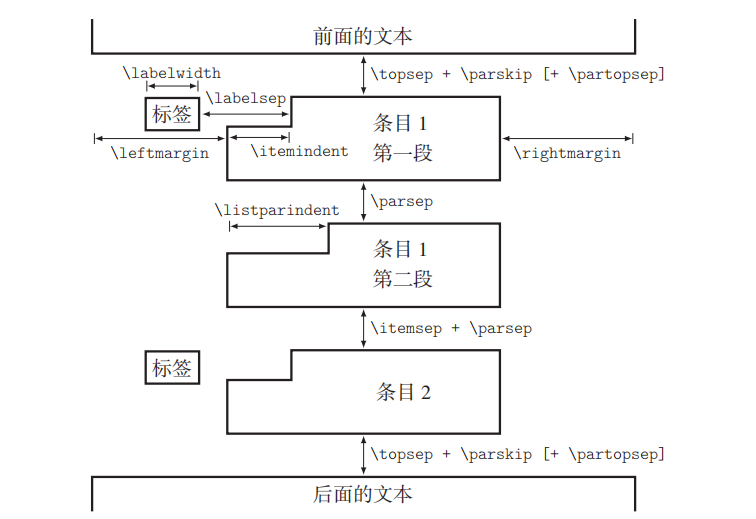 前面的文本
\topsep + \parskip [+ \partopsep]
\labelwidth
\labelsep
标签
条目 1
第一段
\leftmargin
\itemindent
\rightmargin
\parsep
\listparindent
条目 1
第二段
\itemsep + \parsep
标签
条目 2
\topsep + \parskip [+ \partopsep]
后面的文本